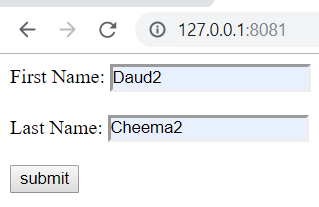 127.0.0.1:8081
First Name: Daud2
Last Name: Cheema2
submit